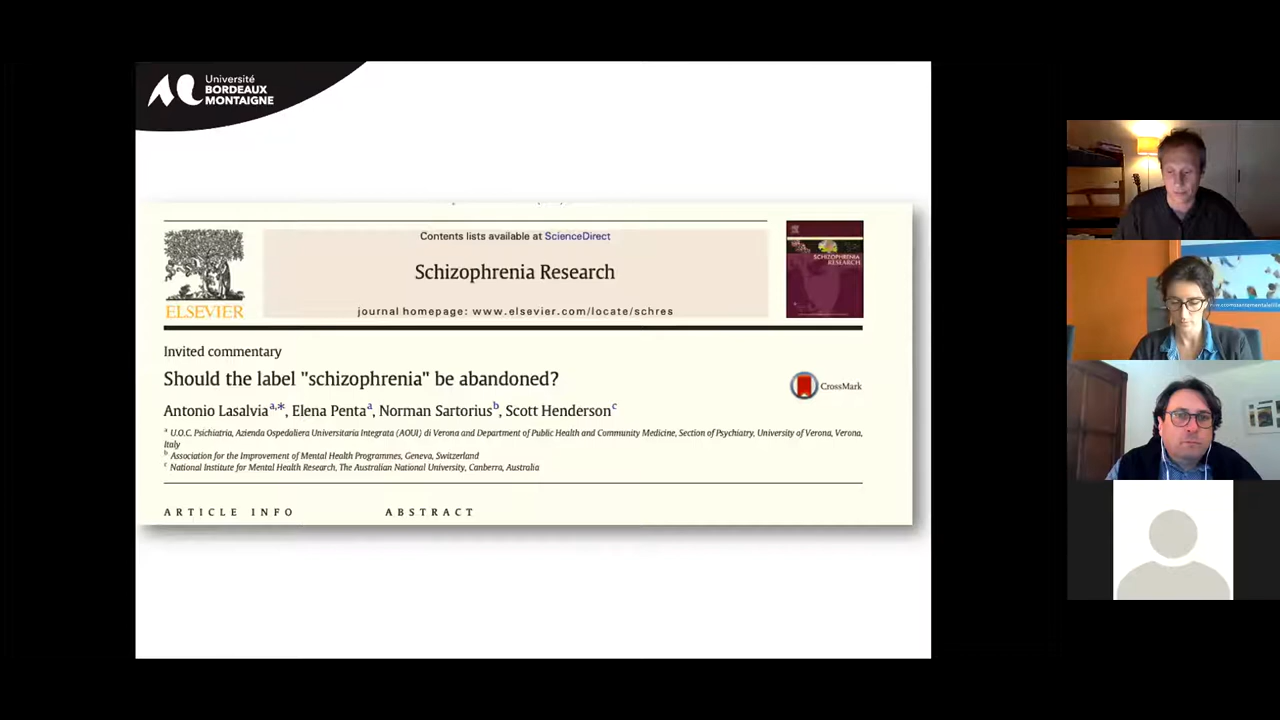 Université
BORDEAUX
MONTAIGNE
Contents lists available at ScienceDirect
Schizophrenia Research
journal homepage: www.elsevier.com/locate/schres
ELSEVIER
SCHIZOPHRENIA
RESEARCH
Invited commentary
Should the label "schizophrenia" be abandoned?
CrossMark
Antonio Lasalvia a,*, Elena Penta a, Norman Sartorius b, Scott Henderson c
a U.O.C. Psichiatria, Azienda Ospedaliera Universitaria Integrata (AOUI) di Verona and Department of Public Health and Community Medicine, Section of Psychiatry, University of Verona, Verona,
Italy
b Association for the Improvement of Mental Health Programmes, Geneva, Switzerland
c National Institute for Mental Health Research, The Australian National University, Canberra, Australia
ARTICLE INFO
ABSTRACT